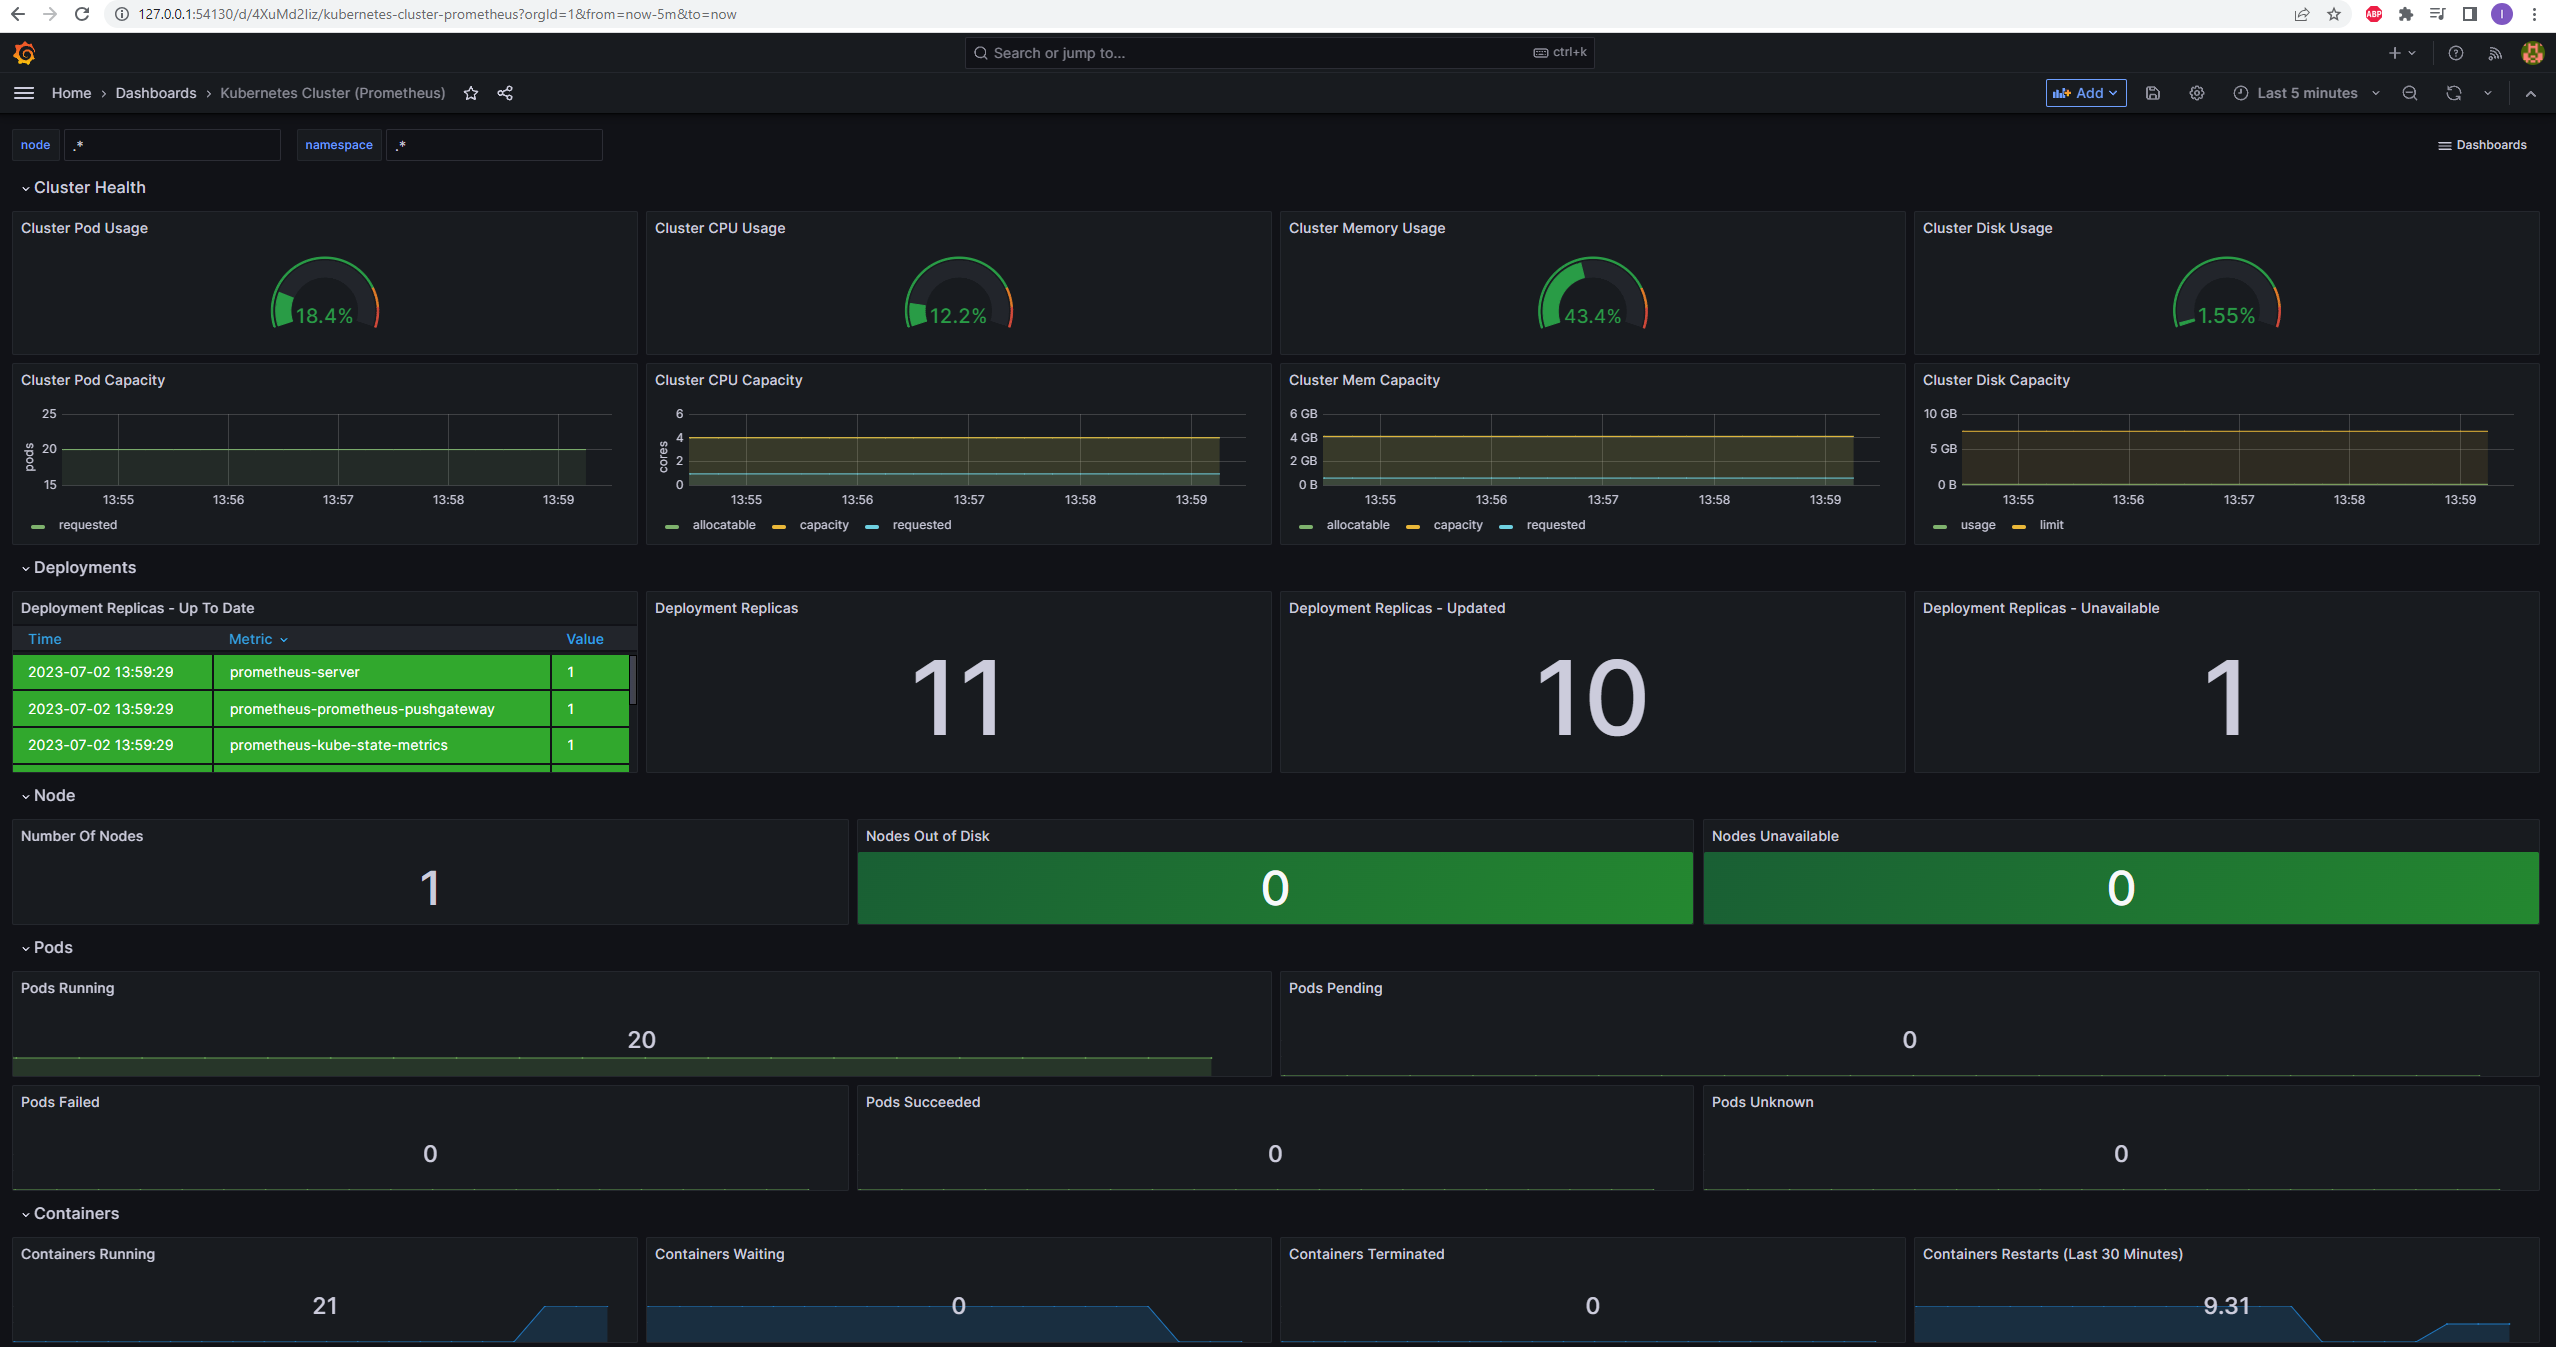 127.0.0.1:54130/d/4XuMd2Iiz/kubernetes-cluster-prometheus?orgId=1&from=now-5m&to=now
ABP
I
Search or jump to...
ctrl+k
Home › Dashboards › Kubernetes Cluster (Prometheus)
Add
Last 5 minutes
node .*
namespace .*
Dashboards
Cluster Health
Cluster Pod Usage
18.4%
Cluster CPU Usage
12.2%
Cluster Memory Usage
43.4%
Cluster Disk Usage
1.55%
Cluster Pod Capacity
pods
25
20
15
13:55 13:56 13:57 13:58 13:59
requested
Cluster CPU Capacity
cores
6
4
2
0
13:55 13:56 13:57 13:58 13:59
allocatable capacity requested
Cluster Mem Capacity
6 GB
4 GB
2 GB
0 B
13:55 13:56 13:57 13:58 13:59
allocatable capacity requested
Cluster Disk Capacity
10 GB
5 GB
0 B
13:55 13:56 13:57 13:58 13:59
usage limit
Deployments
Deployment Replicas - Up To Date
Time Metric Value
2023-07-02 13:59:29 prometheus-server 1
2023-07-02 13:59:29 prometheus-prometheus-pushgateway 1
2023-07-02 13:59:29 prometheus-kube-state-metrics 1
Deployment Replicas
11
Deployment Replicas - Updated
10
Deployment Replicas - Unavailable
1
Node
Number Of Nodes
1
Nodes Out of Disk
0
Nodes Unavailable
0
Pods
Pods Running
20
Pods Pending
0
Pods Failed
0
Pods Succeeded
0
Pods Unknown
0
Containers
Containers Running
21
Containers Waiting
0
Containers Terminated
0
Containers Restarts (Last 30 Minutes)
9.31